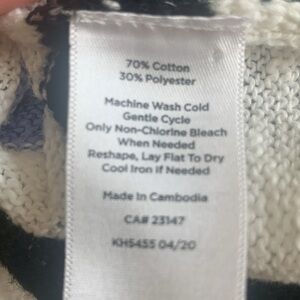 70% Cotton
30% Polyester
Machine Wash Cold
Gentle Cycle
Only Non-Chlorine Bleach
When Needed
Reshape, Lay Flat To Dry
Cool Iron if Needed
Made in Cambodia
CA# 23147
KH5455 04/20